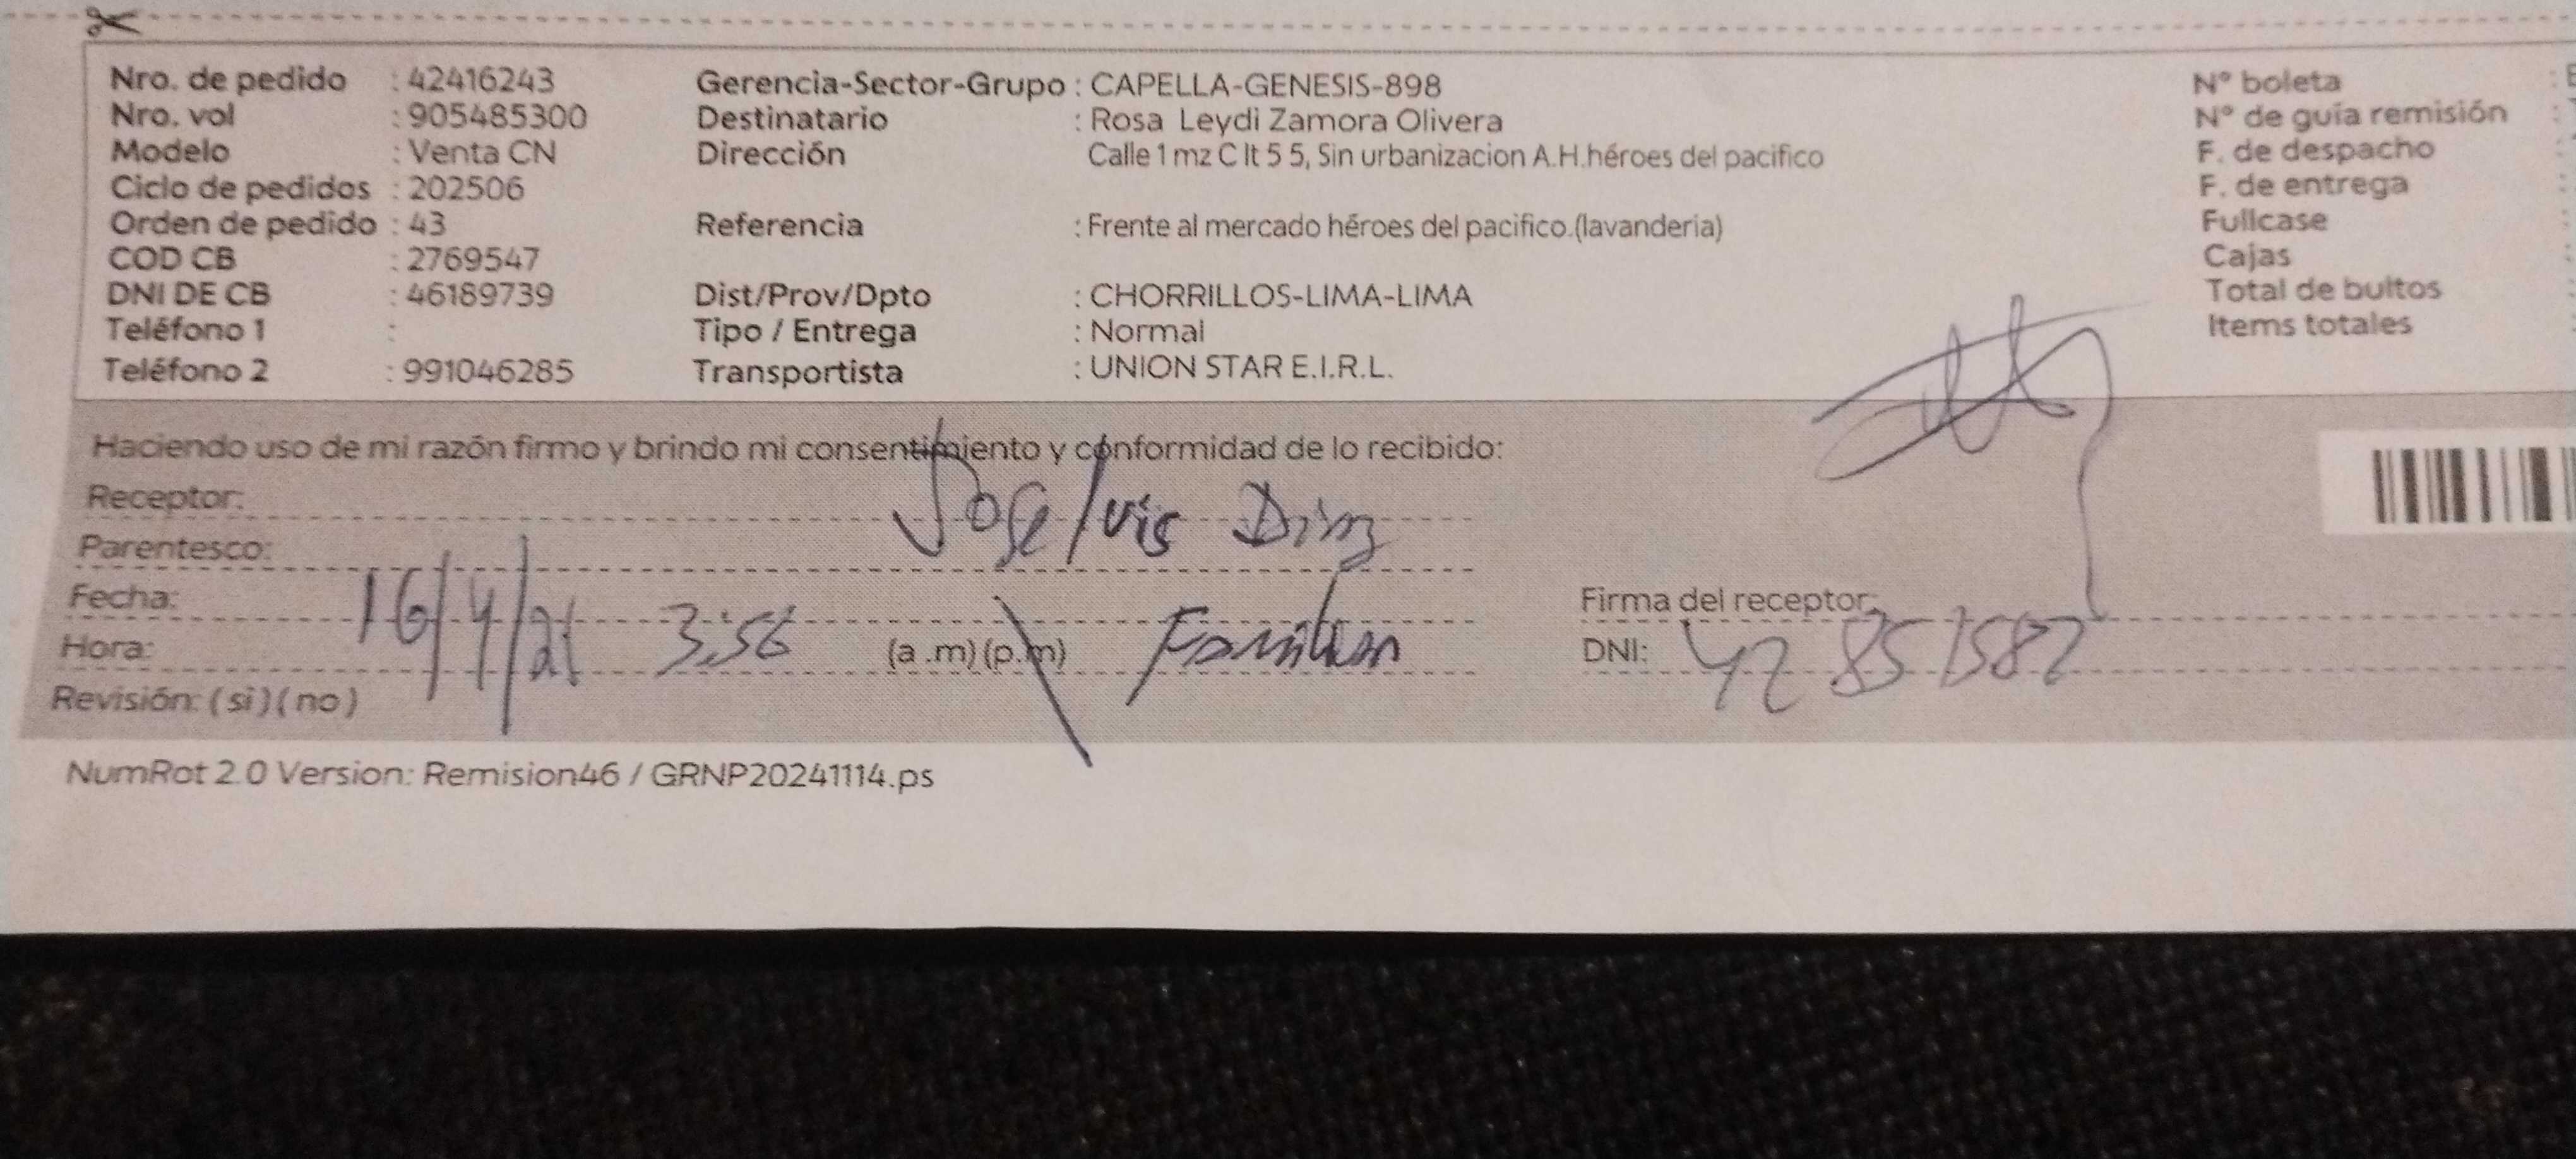 Nro. de pedido : 42416243 Gerencia-Sector-Grupo : CAPELLA-GENESIS-898 N° boleta :
Nro. vol : 905485300 Destinatario : Rosa Leydi Zamora Olivera N° de guía remisión :
Modelo : Venta CN Dirección Calle 1 mz C lt 5 5, Sin urbanizacion A.H.héroes del pacifico F. de despacho :
Ciclo de pedidos : 202506 F. de entrega :
Orden de pedido : 43 Referencia : Frente al mercado héroes del pacifico.(lavanderia) Fullcase :
COD CB : 2769547 Cajas :
DNI DE CB : 46189739 Dist/Prov/Dpto : CHORRILLOS-LIMA-LIMA Total de bultos :
Teléfono 1 : Tipo / Entrega : Normal Items totales
Teléfono 2 : 991046285 Transportista : UNION STAR E.I.R.L.
Haciendo uso de mi razón firmo y brindo mi consentimiento y conformidad de lo recibido:
Receptor: Jose luis Diaz
Parentesco:
Fecha: 16/4/ Firma del receptor:
Hora: 3:56 (a .m) (p.m) Familiar DNI: 42851587
Revisión: ( si ) ( no )
NumRot 2.0 Version: Remision46 / GRNP20241114.ps